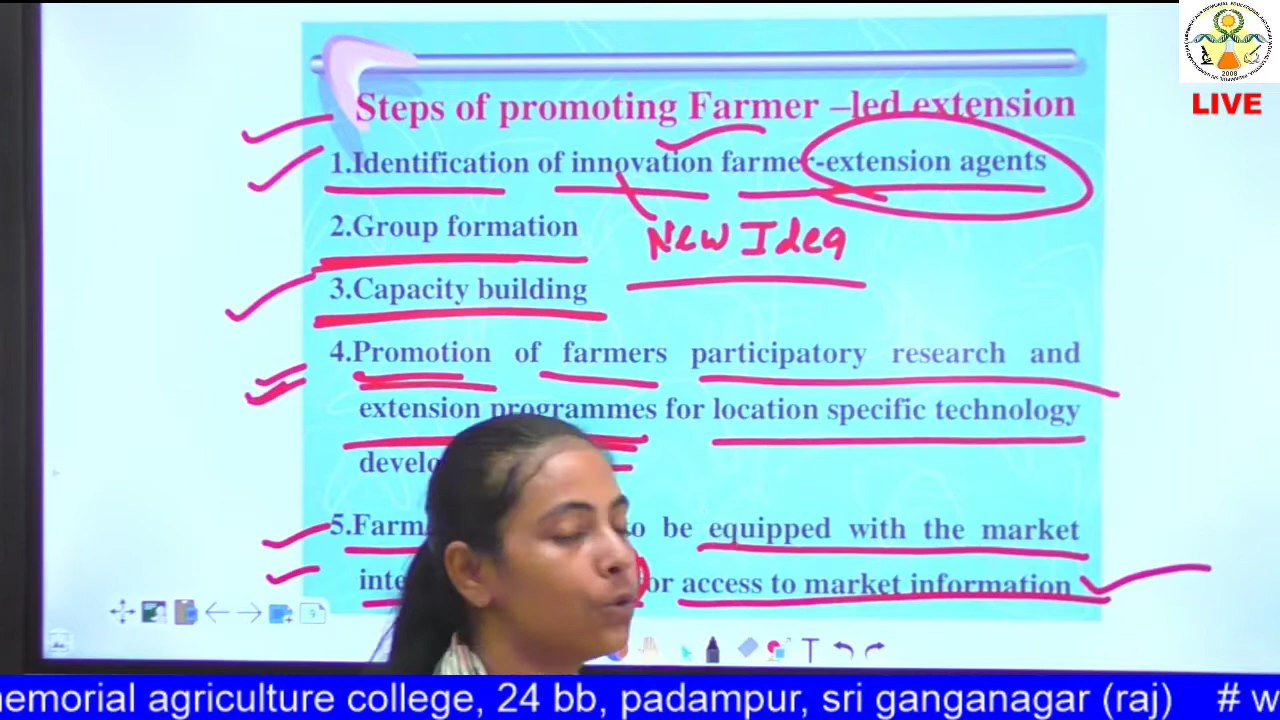 LIVE
2008
Steps of promoting Farmer –led extension
1.Identification of innovation farmer-extension agents
2.Group formation
New Idea
3.Capacity building
4.Promotion of farmers participatory research and
extension programmes for location specific technology
5. be equipped with the market
access to market information
memorial agriculture college, 24 bb, padampur, sri ganganagar (raj) # w